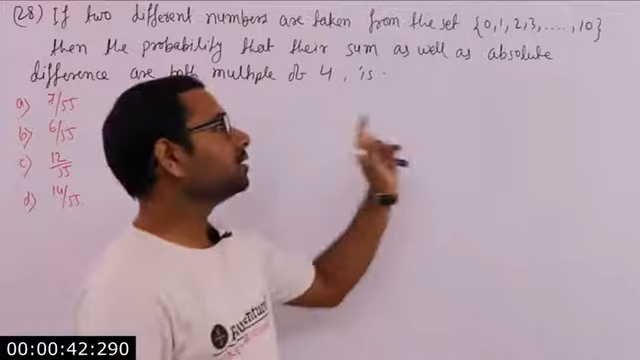 (28) If two different numbers are taken from the set {0,1,2,3,....,10}
then the probability that their sum as well as absolute
difference are both multiple of 4, is .
a) 7/55
b) 6/55
c) 12/55
d) 14/55
00:00:42:290